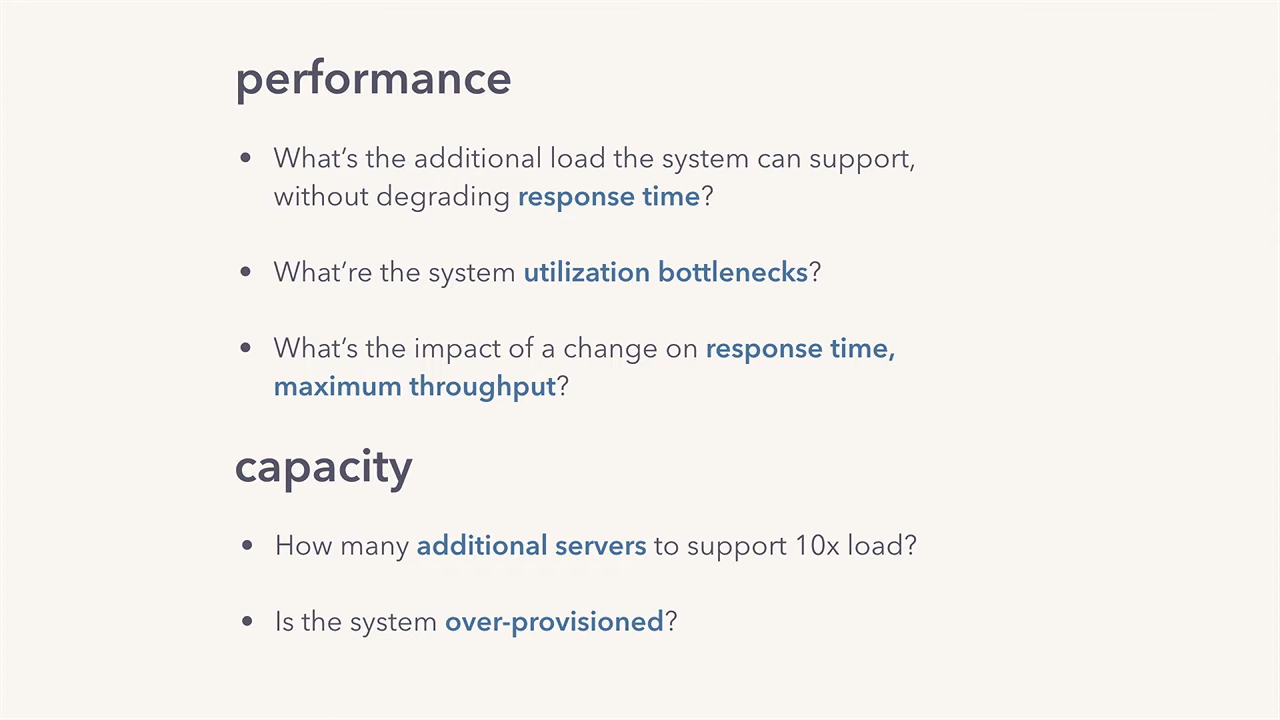 performance
• What’s the additional load the system can support,
without degrading response time?
• What’re the system utilization bottlenecks?
• What’s the impact of a change on response time,
maximum throughput?
capacity
• How many additional servers to support 10x load?
• Is the system over-provisioned?